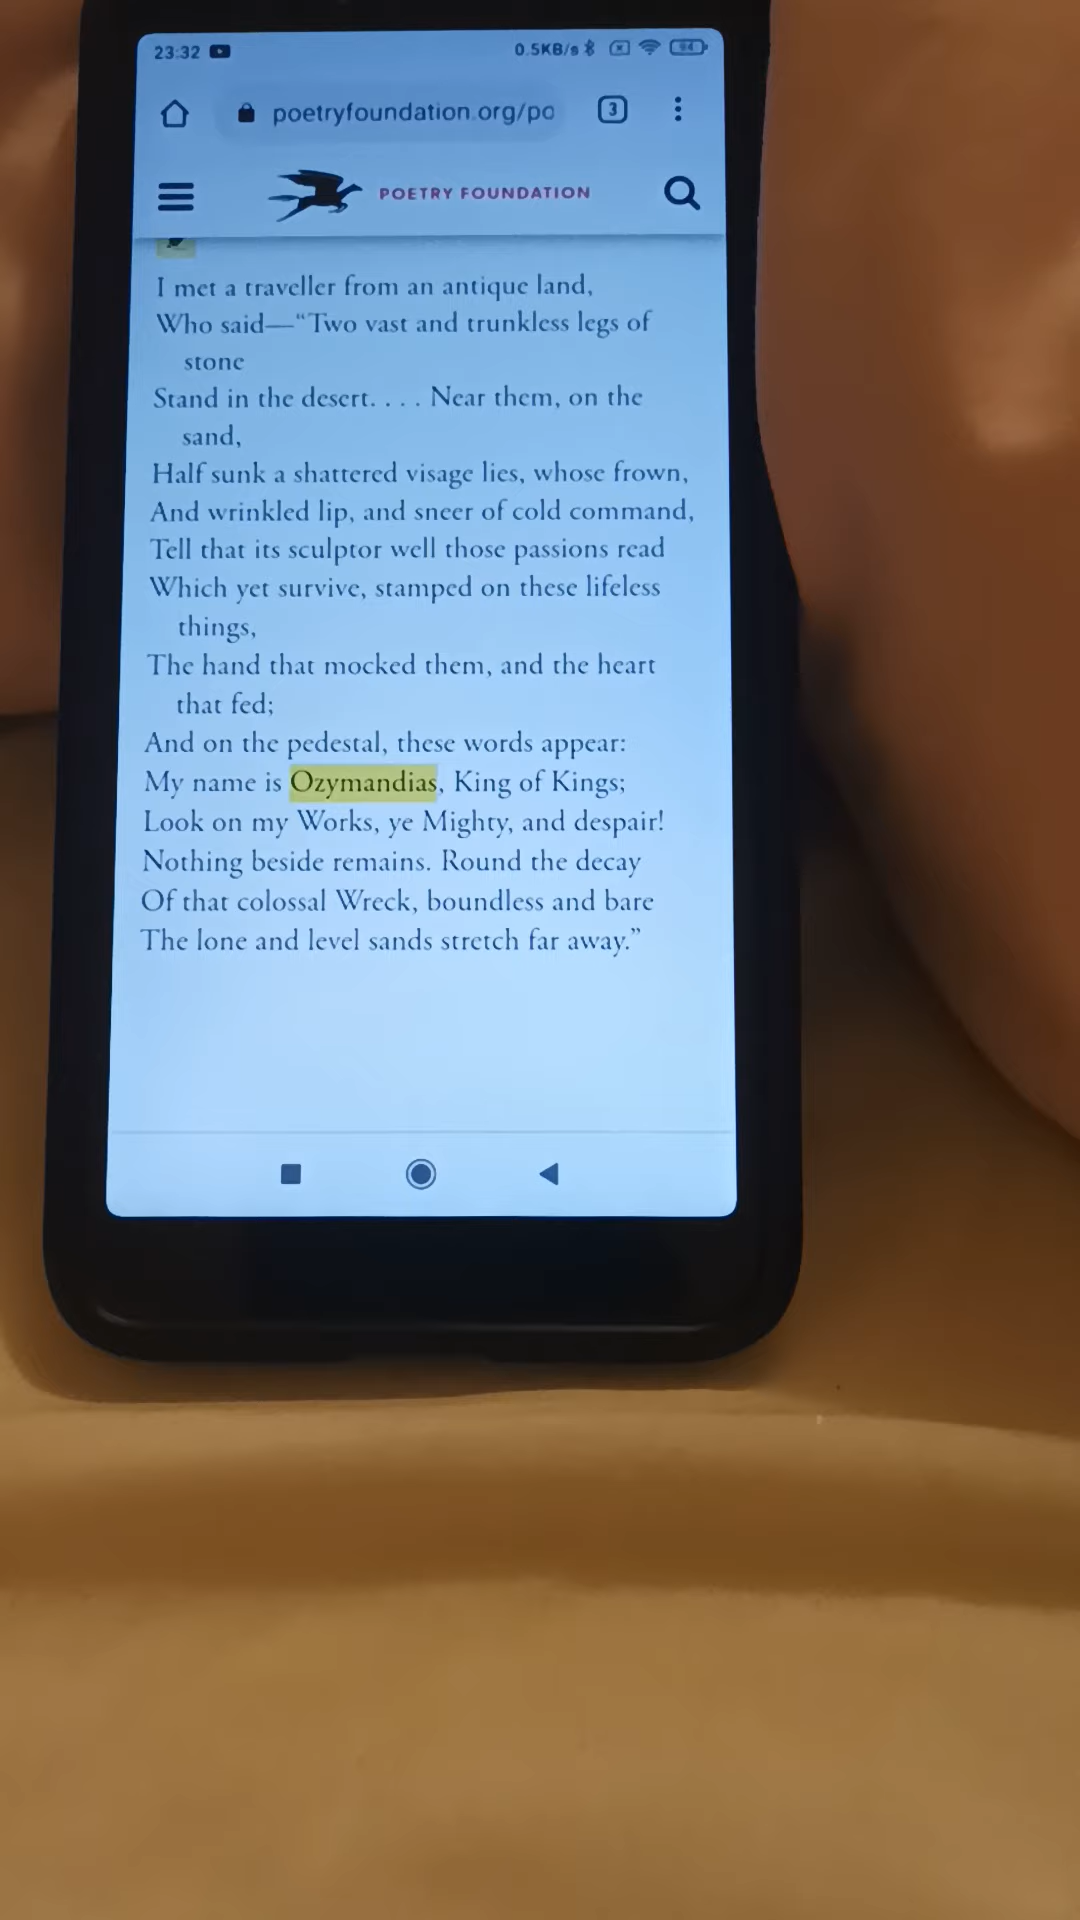 23:32 0.5KB/s 94
poetryfoundation.org/po 3
POETRY FOUNDATION
I met a traveller from an antique land,
Who said—“Two vast and trunkless legs of
stone
Stand in the desert. . . . Near them, on the
sand,
Half sunk a shattered visage lies, whose frown,
And wrinkled lip, and sneer of cold command,
Tell that its sculptor well those passions read
Which yet survive, stamped on these lifeless
things,
The hand that mocked them, and the heart
that fed;
And on the pedestal, these words appear:
My name is Ozymandias, King of Kings;
Look on my Works, ye Mighty, and despair!
Nothing beside remains. Round the decay
Of that colossal Wreck, boundless and bare
The lone and level sands stretch far away.”